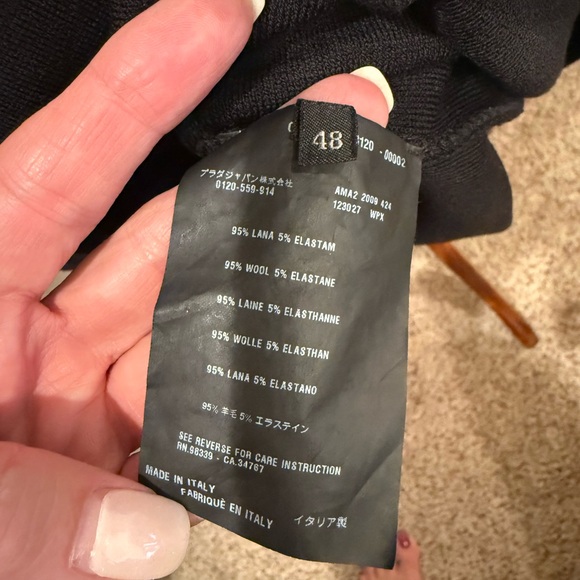 48
120 -00002
プラダジャパン株式会社
0120-559-914
AMA2 2009 424
123027 WPX
95% LANA 5% ELASTAM
95% WOOL 5% ELASTANE
95% LAINE 5% ELASTHANNE
95% WOLLE 5% ELASTHAN
95% LANA 5% ELASTANO
95% 羊毛 5% エラステイン
SEE REVERSE FOR CARE INSTRUCTION
RN.98339 - CA.34767
MADE IN ITALY
FABRIQUÉ EN ITALY
イタリア製